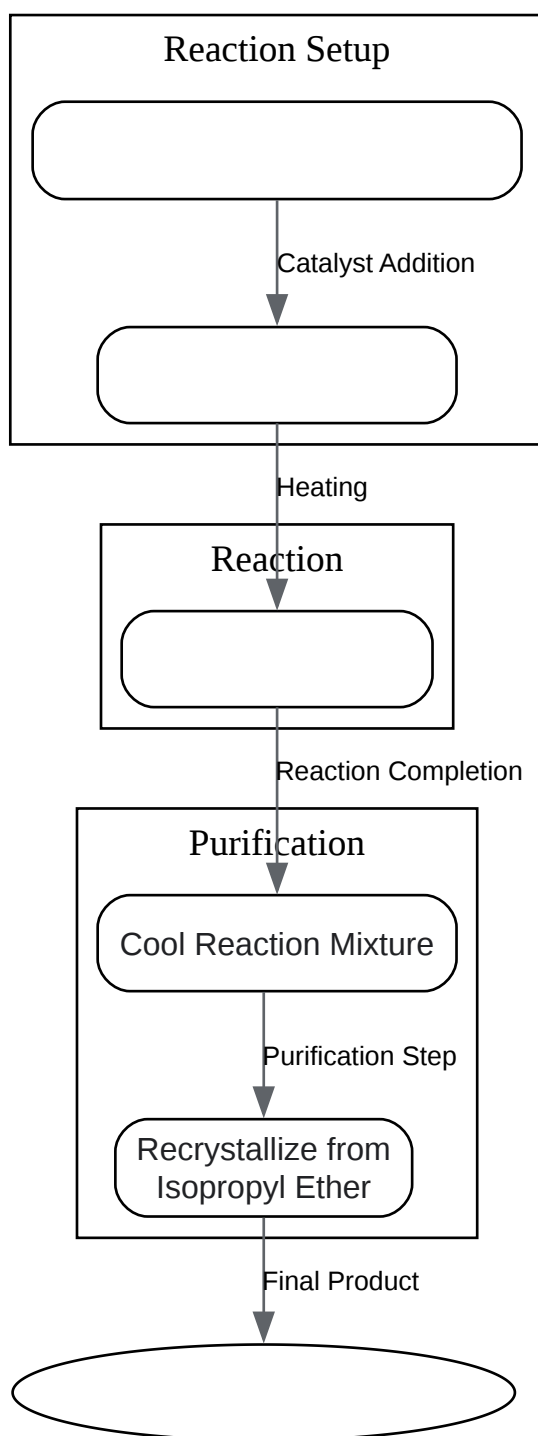 Reaction Setup
Catalyst Addition
Heating
Reaction
Reaction Completion
Purification
Cool Reaction Mixture
Purification Step
Recrystallize from
Isopropyl Ether
Final Product